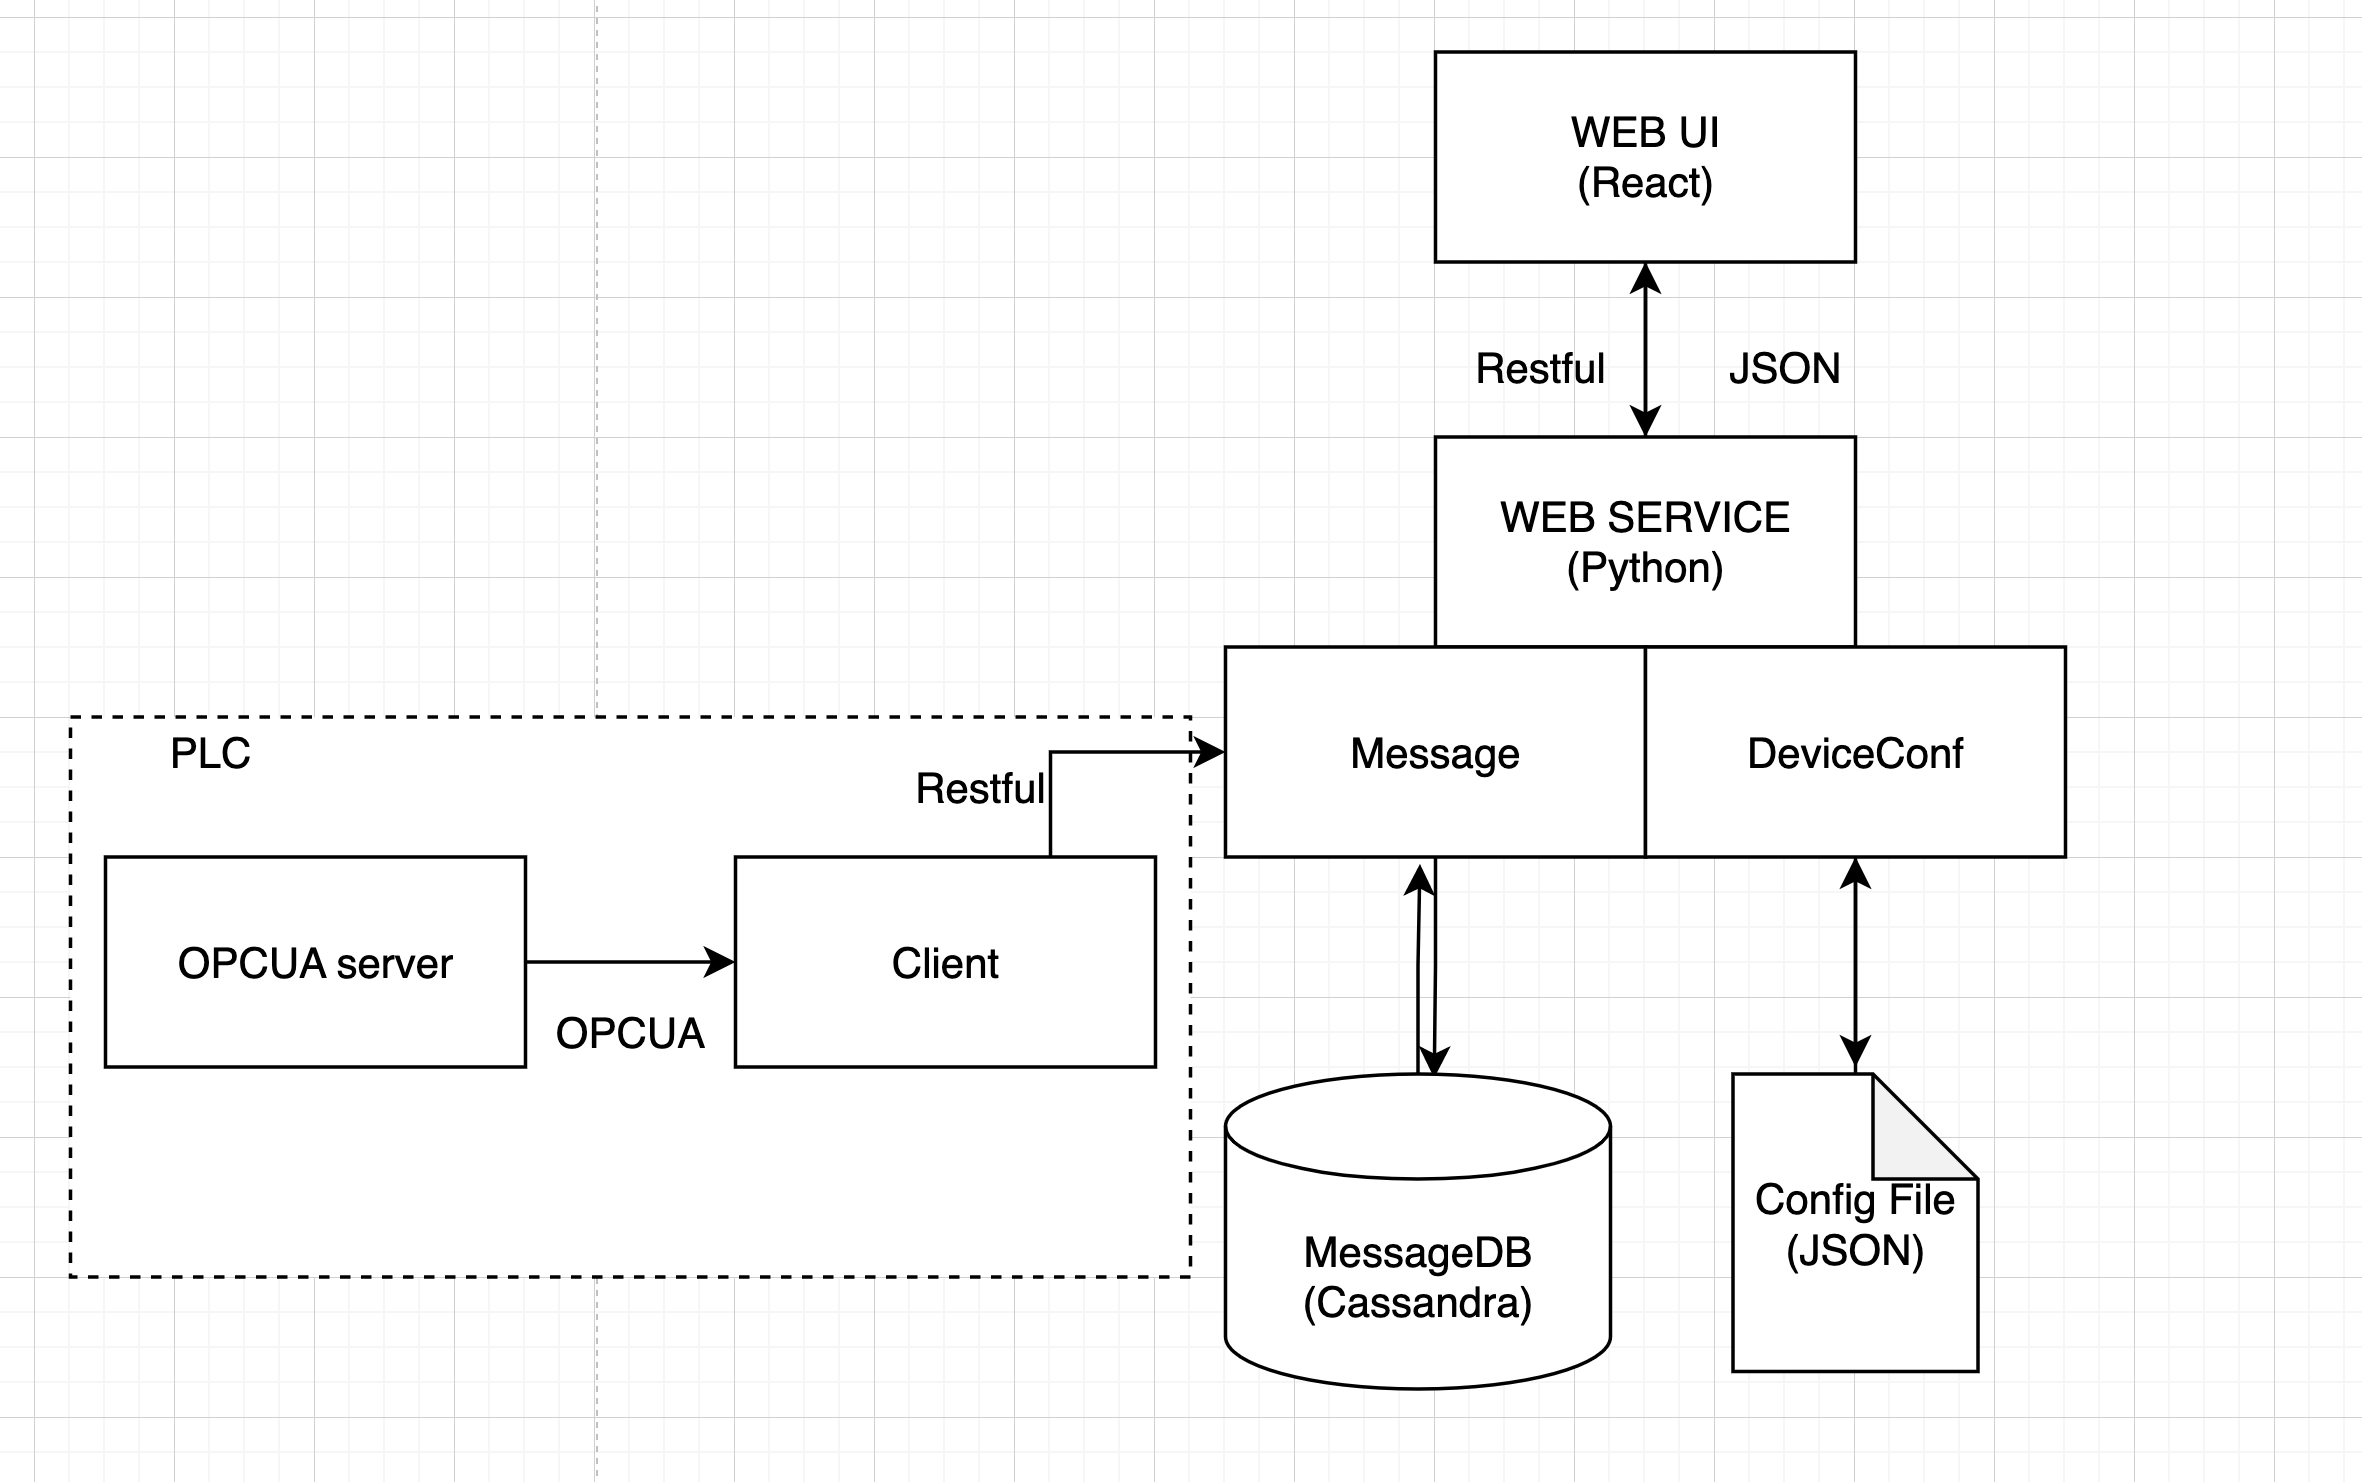 WEB UI
(React)
Restful
JSON
WEB SERVICE
(Python)
Message
DeviceConf
PLC
Restful
OPCUA server
Client
OPCUA
MessageDB
(Cassandra)
Config File
(JSON)